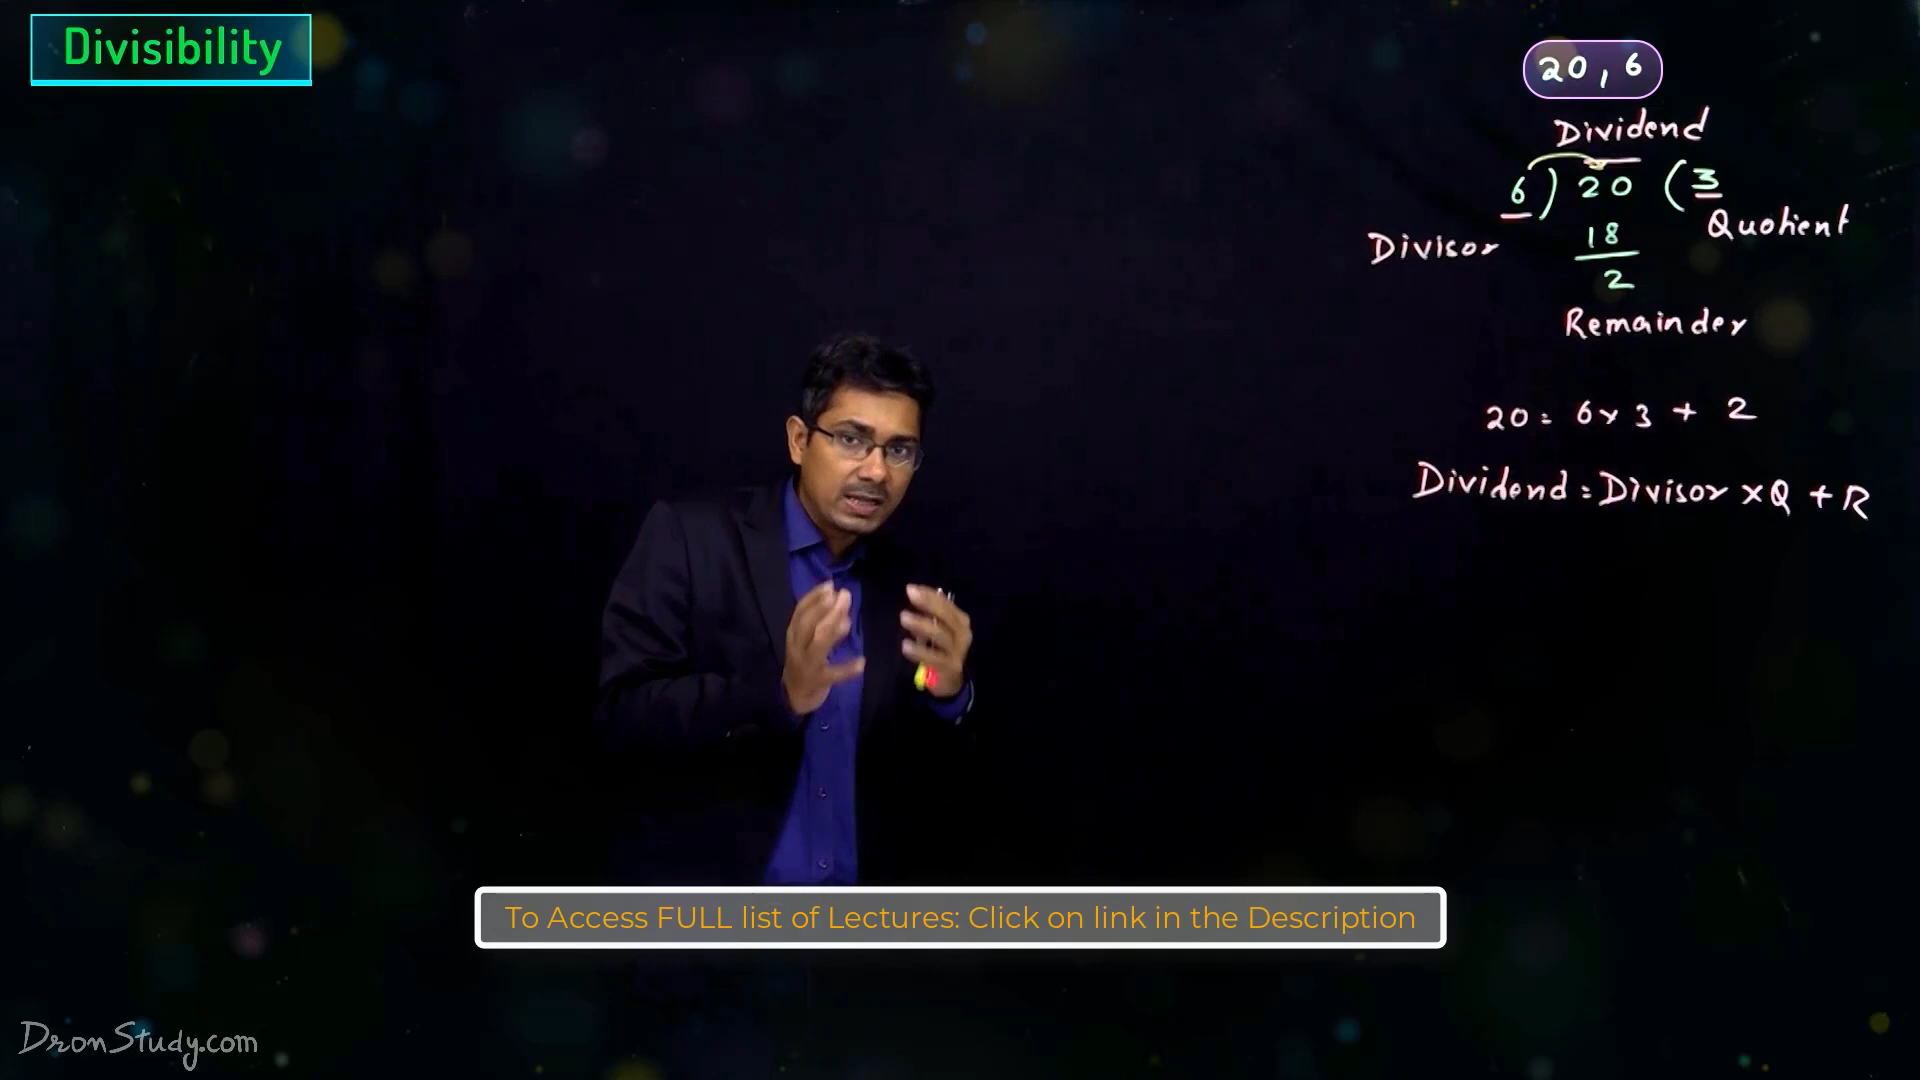 Divisibility
20, 6
Dividend
6) 20 (3
Quotient
Divisor
18
2
Remainder
20 = 6 × 3 + 2
Dividend = Divisor × Q + R
To Access FULL list of Lectures: Click on link in the Description
DronStudy.com